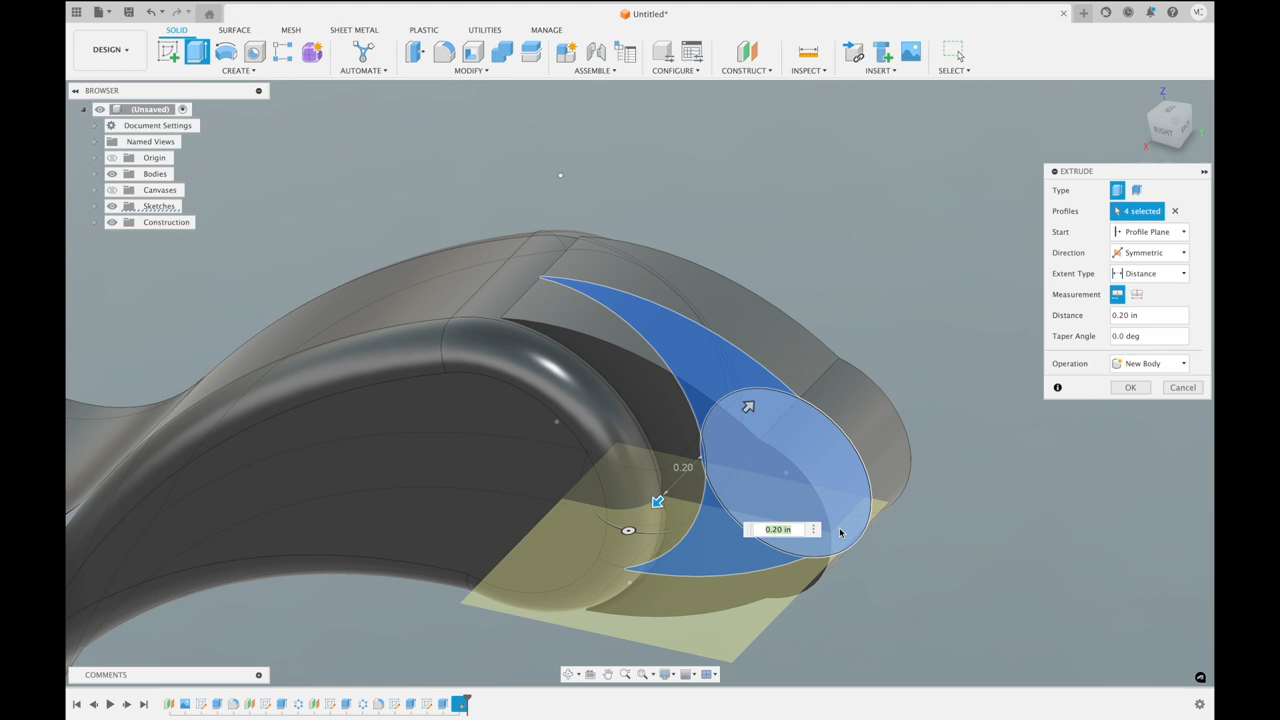 Untitled*
DESIGN
SOLID SURFACE MESH SHEET METAL PLASTIC UTILITIES MANAGE
CREATE AUTOMATE MODIFY ASSEMBLE CONFIGURE CONSTRUCT INSPECT INSERT SELECT
BROWSER
(Unsaved)
Document Settings
Named Views
Origin
Bodies
Canvases
Sketches
Construction
Z
RIGHT
X
Y
EXTRUDE
Type
Profiles 4 selected
Start Profile Plane
Direction Symmetric
Extent Type Distance
Measurement
Distance 0.20 in
Taper Angle 0.0 deg
Operation New Body
OK Cancel
0.20
0.20 in
COMMENTS